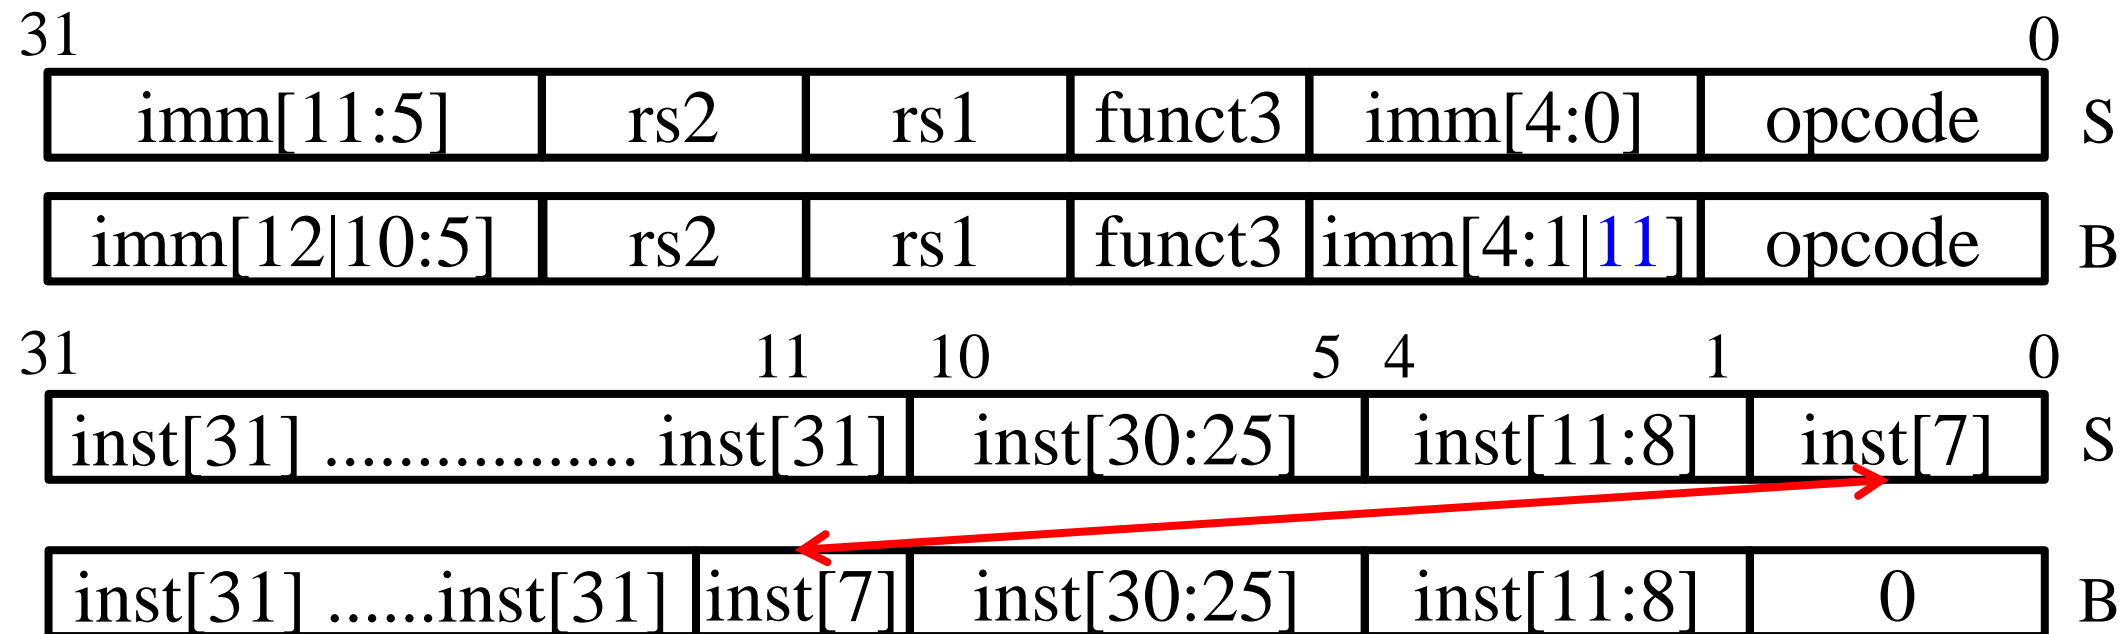 31 0
imm[11:5] rs2 rs1 funct3 imm[4:0] opcode S
imm[12|10:5] rs2 rs1 funct3 imm[4:1|11] opcode B
31 11 10 5 4 1 0
inst[31] ................. inst[31] inst[30:25] inst[11:8] inst[7] S
inst[31] ......inst[31] inst[7] inst[30:25] inst[11:8] 0 B